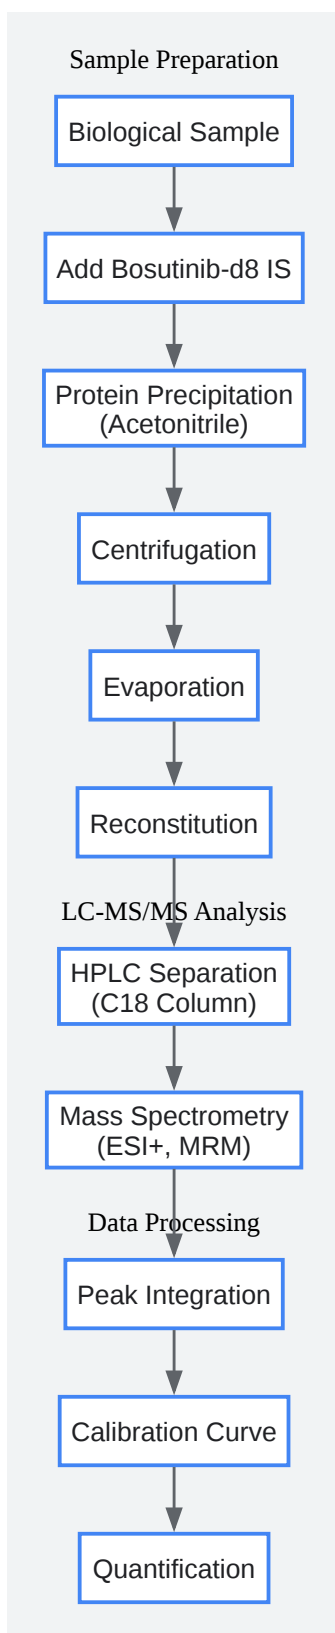 Sample Preparation
Biological Sample
Add Bosutinib-d8 IS
Protein Precipitation
(Acetonitrile)
Centrifugation
Evaporation
Reconstitution
LC-MS/MS Analysis
HPLC Separation
(C18 Column)
Mass Spectrometry
(ESI+, MRM)
Data Processing
Peak Integration
Calibration Curve
Quantification